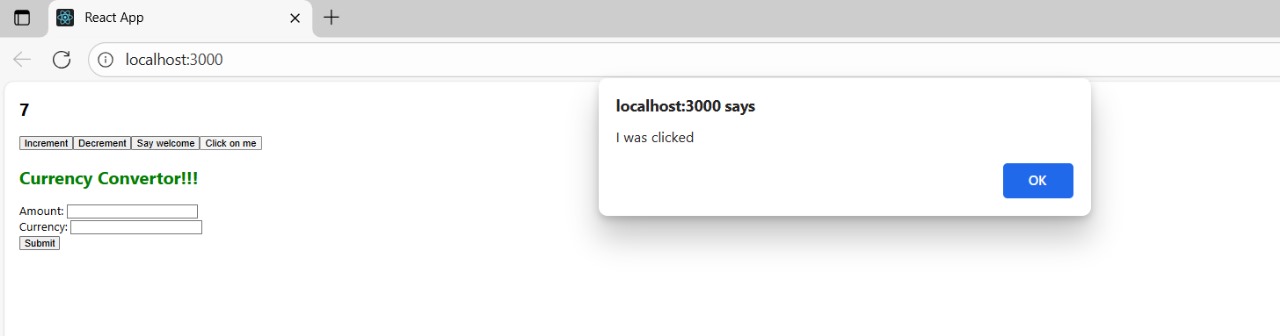 React App
localhost:3000
7
Increment Decrement Say welcome Click on me
Currency Convertor!!!
Amount:
Currency:
Submit
localhost:3000 says
I was clicked
OK